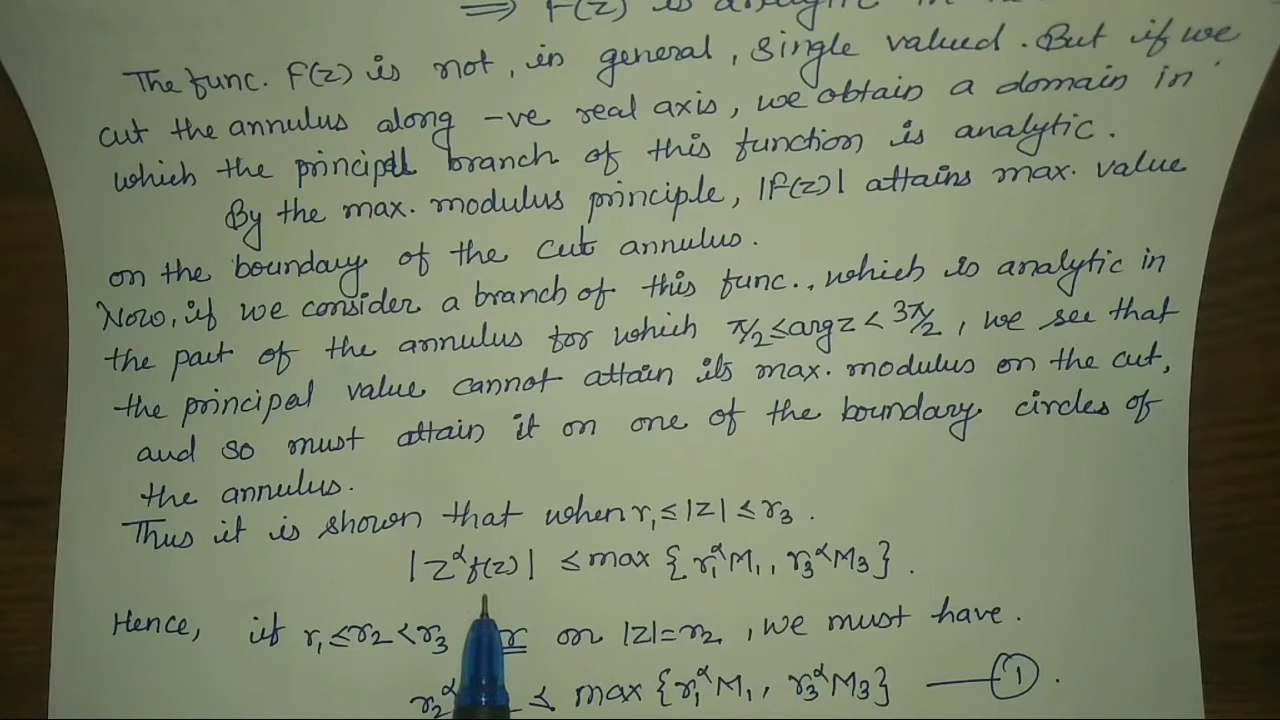 ⇒ F(z) is analytic in
The func. F(z) is not, in general, single valued. But if we
cut the annulus along -ve real axis, we obtain a domain in
which the principal branch of this function is analytic.
By the max. modulus principle, |F(z)| attains max. value
on the boundary of the cut annulus.
Now, if we consider a branch of this func., which is analytic in
the part of the annulus for which π/2 ≤ arg z < 3π/2, we see that
the principal value cannot attain its max. modulus on the cut,
and so must attain it on one of the boundary circles of
the annulus.
Thus it is shown that when r₁ ≤ |z| ≤ r₃.
|z^α f(z)| ≤ max {r₁^α M₁, r₃^α M₃}.
Hence, if r₁ ≤ r₂ < r₃ or on |z| = r₂, we must have.
r₂^α ≤ max {r₁^α M₁, r₃^α M₃} — ①.